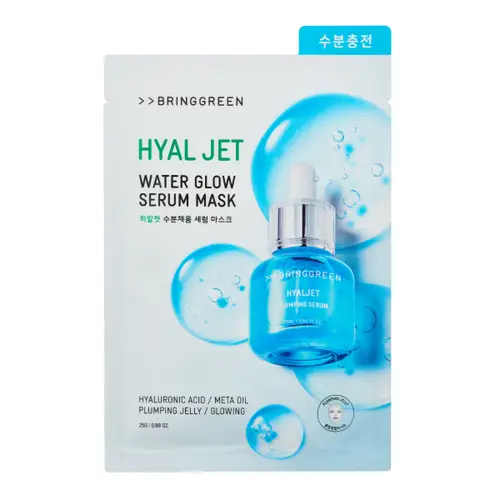 수분충전
>>BRINGGREEN
HYAL JET
WATER GLOW
SERUM MASK
히알젯 수분채움 세럼 마스크
>>BRINGGREEN
HYALJET
PLUMPING SERUM
HYALURONIC ACID / META OIL
PLUMPING JELLY / GLOWING
25G / 0.88 OZ.
PLUMPING JELLY